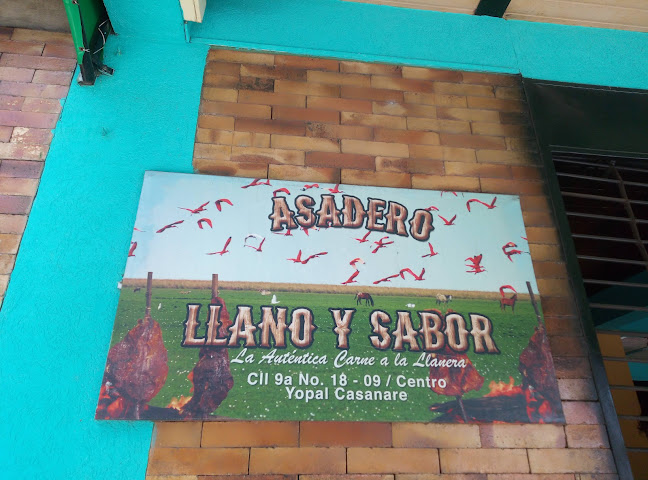 ASADERO
LLANO Y SABOR
La Auténtica Carne a la Llanera
Cll 9a No. 18 - 09 / Centro
Yopal Casanare